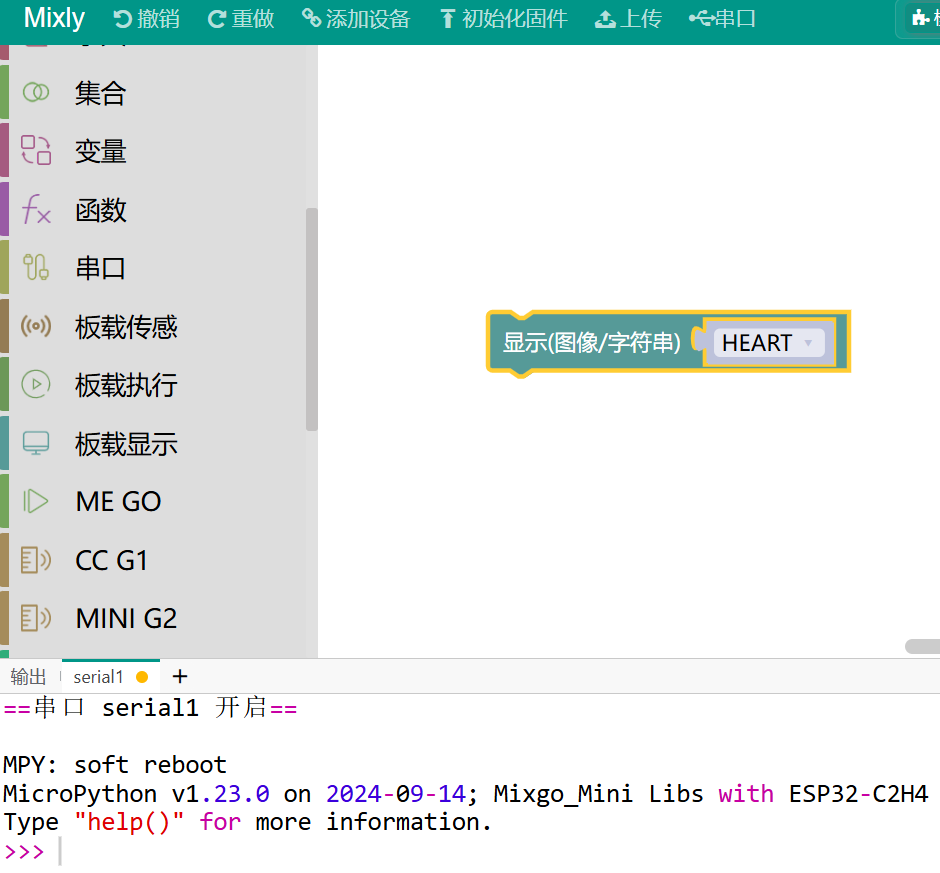 Mixly 撤销 重做 添加设备 初始化固件 上传 串口
集合
变量
函数
串口
板载传感
板载执行
板载显示
ME GO
CC G1
MINI G2
显示(图像/字符串) HEART
输出 serial1 +
==串口 serial1 开启==
MPY: soft reboot
MicroPython v1.23.0 on 2024-09-14; Mixgo_Mini Libs with ESP32-C2H4
Type "help()" for more information.
>>>